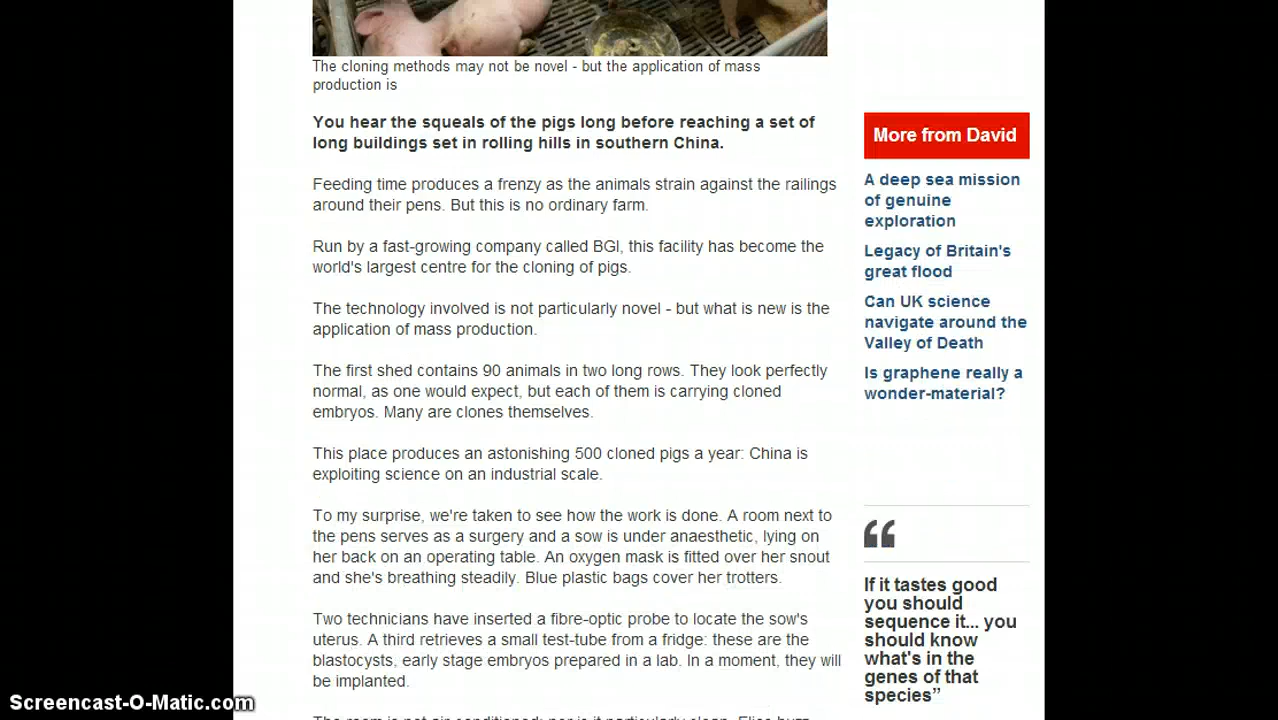 The cloning methods may not be novel - but the application of mass
production is
You hear the squeals of the pigs long before reaching a set of
long buildings set in rolling hills in southern China.
Feeding time produces a frenzy as the animals strain against the railings
around their pens. But this is no ordinary farm.
Run by a fast-growing company called BGI, this facility has become the
world's largest centre for the cloning of pigs.
The technology involved is not particularly novel - but what is new is the
application of mass production.
The first shed contains 90 animals in two long rows. They look perfectly
normal, as one would expect, but each of them is carrying cloned
embryos. Many are clones themselves.
This place produces an astonishing 500 cloned pigs a year: China is
exploiting science on an industrial scale.
To my surprise, we're taken to see how the work is done. A room next to
the pens serves as a surgery and a sow is under anaesthetic, lying on
her back on an operating table. An oxygen mask is fitted over her snout
and she's breathing steadily. Blue plastic bags cover her trotters.
Two technicians have inserted a fibre-optic probe to locate the sow's
uterus. A third retrieves a small test-tube from a fridge: these are the
blastocysts, early stage embryos prepared in a lab. In a moment, they will
be implanted.
The room is not air conditioned; nor is it particularly clean. Flies buzz
More from David
A deep sea mission
of genuine
exploration
Legacy of Britain's
great flood
Can UK science
navigate around the
Valley of Death
Is graphene really a
wonder-material?
“
If it tastes good
you should
sequence it... you
should know
what's in the
genes of that
species”
Screencast-O-Matic.com